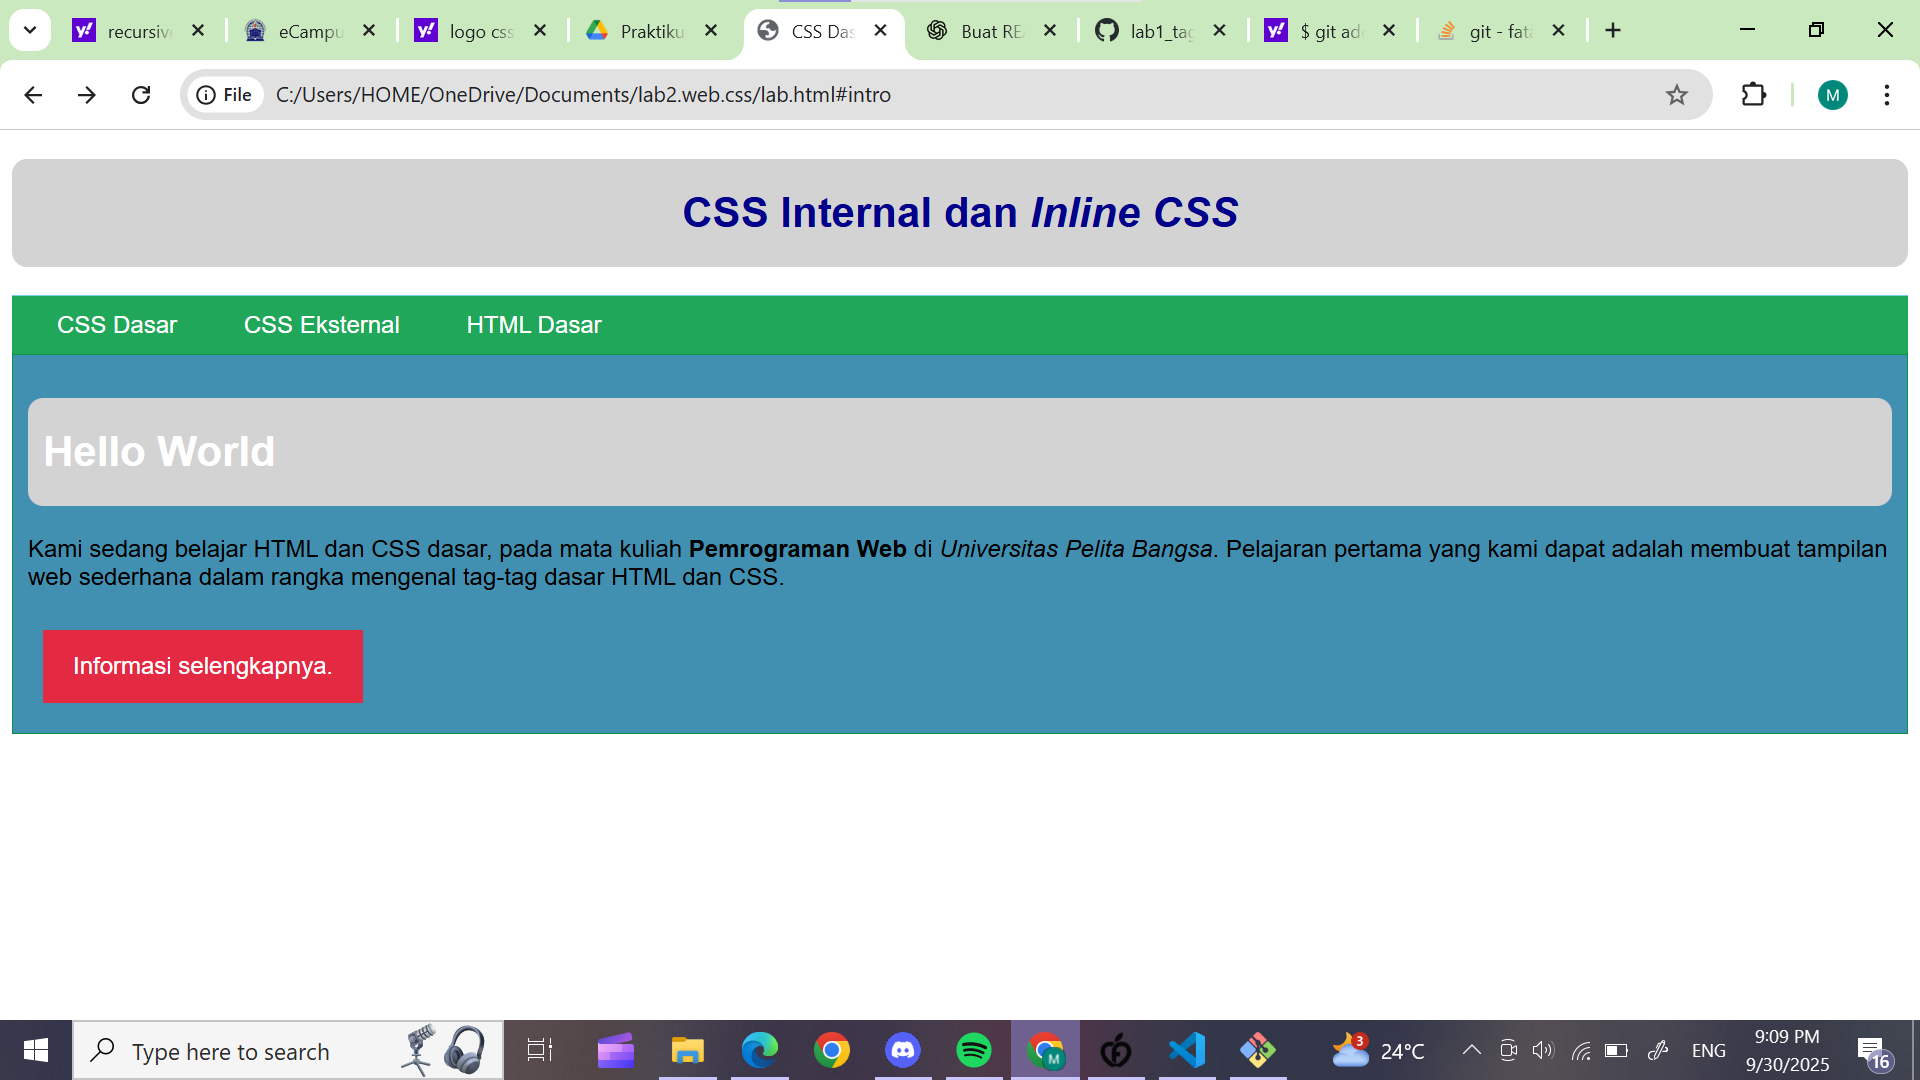 recursive
eCampu
logo css
Praktiku
CSS Das
Buat RE
lab1_tag
$ git ad
git - fat
File
C:/Users/HOME/OneDrive/Documents/lab2.web.css/lab.html#intro
M
CSS Internal dan Inline CSS
CSS Dasar
CSS Eksternal
HTML Dasar
Hello World
Kami sedang belajar HTML dan CSS dasar, pada mata kuliah Pemrograman Web di Universitas Pelita Bangsa. Pelajaran pertama yang kami dapat adalah membuat tampilan
web sederhana dalam rangka mengenal tag-tag dasar HTML dan CSS.
Informasi selengkapnya.
Type here to search
M
3
24°C
ENG
9:09 PM
9/30/2025
16